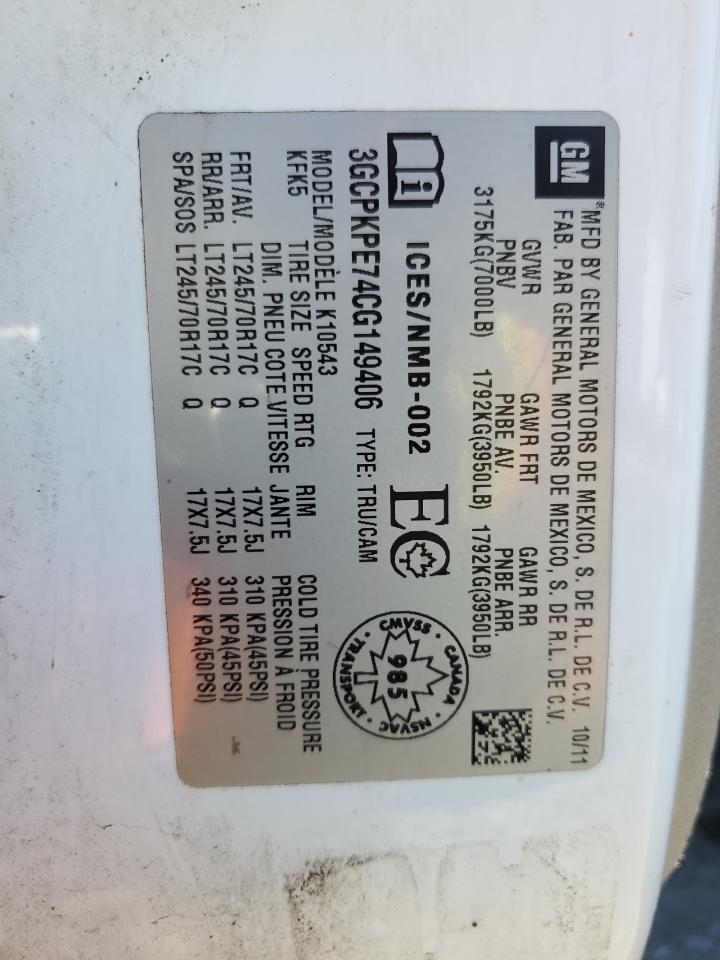 GM
®MFD BY GENERAL MOTORS DE MEXICO, S. DE R.L. DE C.V. 10/11
FAB. PAR GENERAL MOTORS DE MEXICO, S. DE R.L. DE C.V.
GVWR GAWR FRT GAWR RR
PNBV PNBE AV. PNBE ARR.
3175KG(7000LB) 1792KG(3950LB) 1792KG(3950LB)
i ICES/NMB-002 EC
CMVSS • CANADA • NSVAC • TRANSPORT •
985
3GCPKPE74CG149406 TYPE: TRU/CAM
MODEL/MODÈLE K10543
KFK5 TIRE SIZE SPEED RTG RIM COLD TIRE PRESSURE
DIM. PNEU COTE VITESSE JANTE PRESSION À FROID
FRT/AV. LT245/70R17C Q 17X7.5J 310 KPA(45PSI)
RR/ARR. LT245/70R17C Q 17X7.5J 310 KPA(45PSI)
SPA/SOS LT245/70R17C Q 17X7.5J 340 KPA(50PSI)